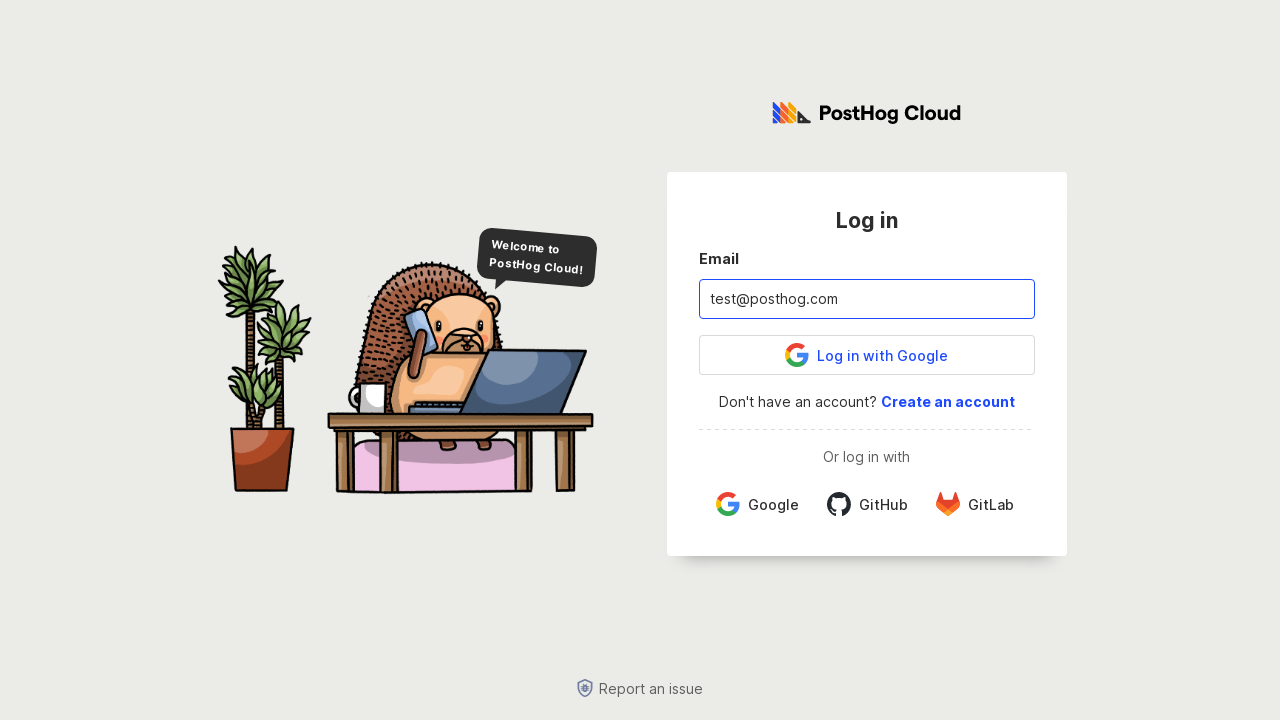 PostHog Cloud
Welcome to
PostHog Cloud!
Log in
Email
test@posthog.com
Log in with Google
Don't have an account? Create an account
Or log in with
Google
GitHub
GitLab
Report an issue